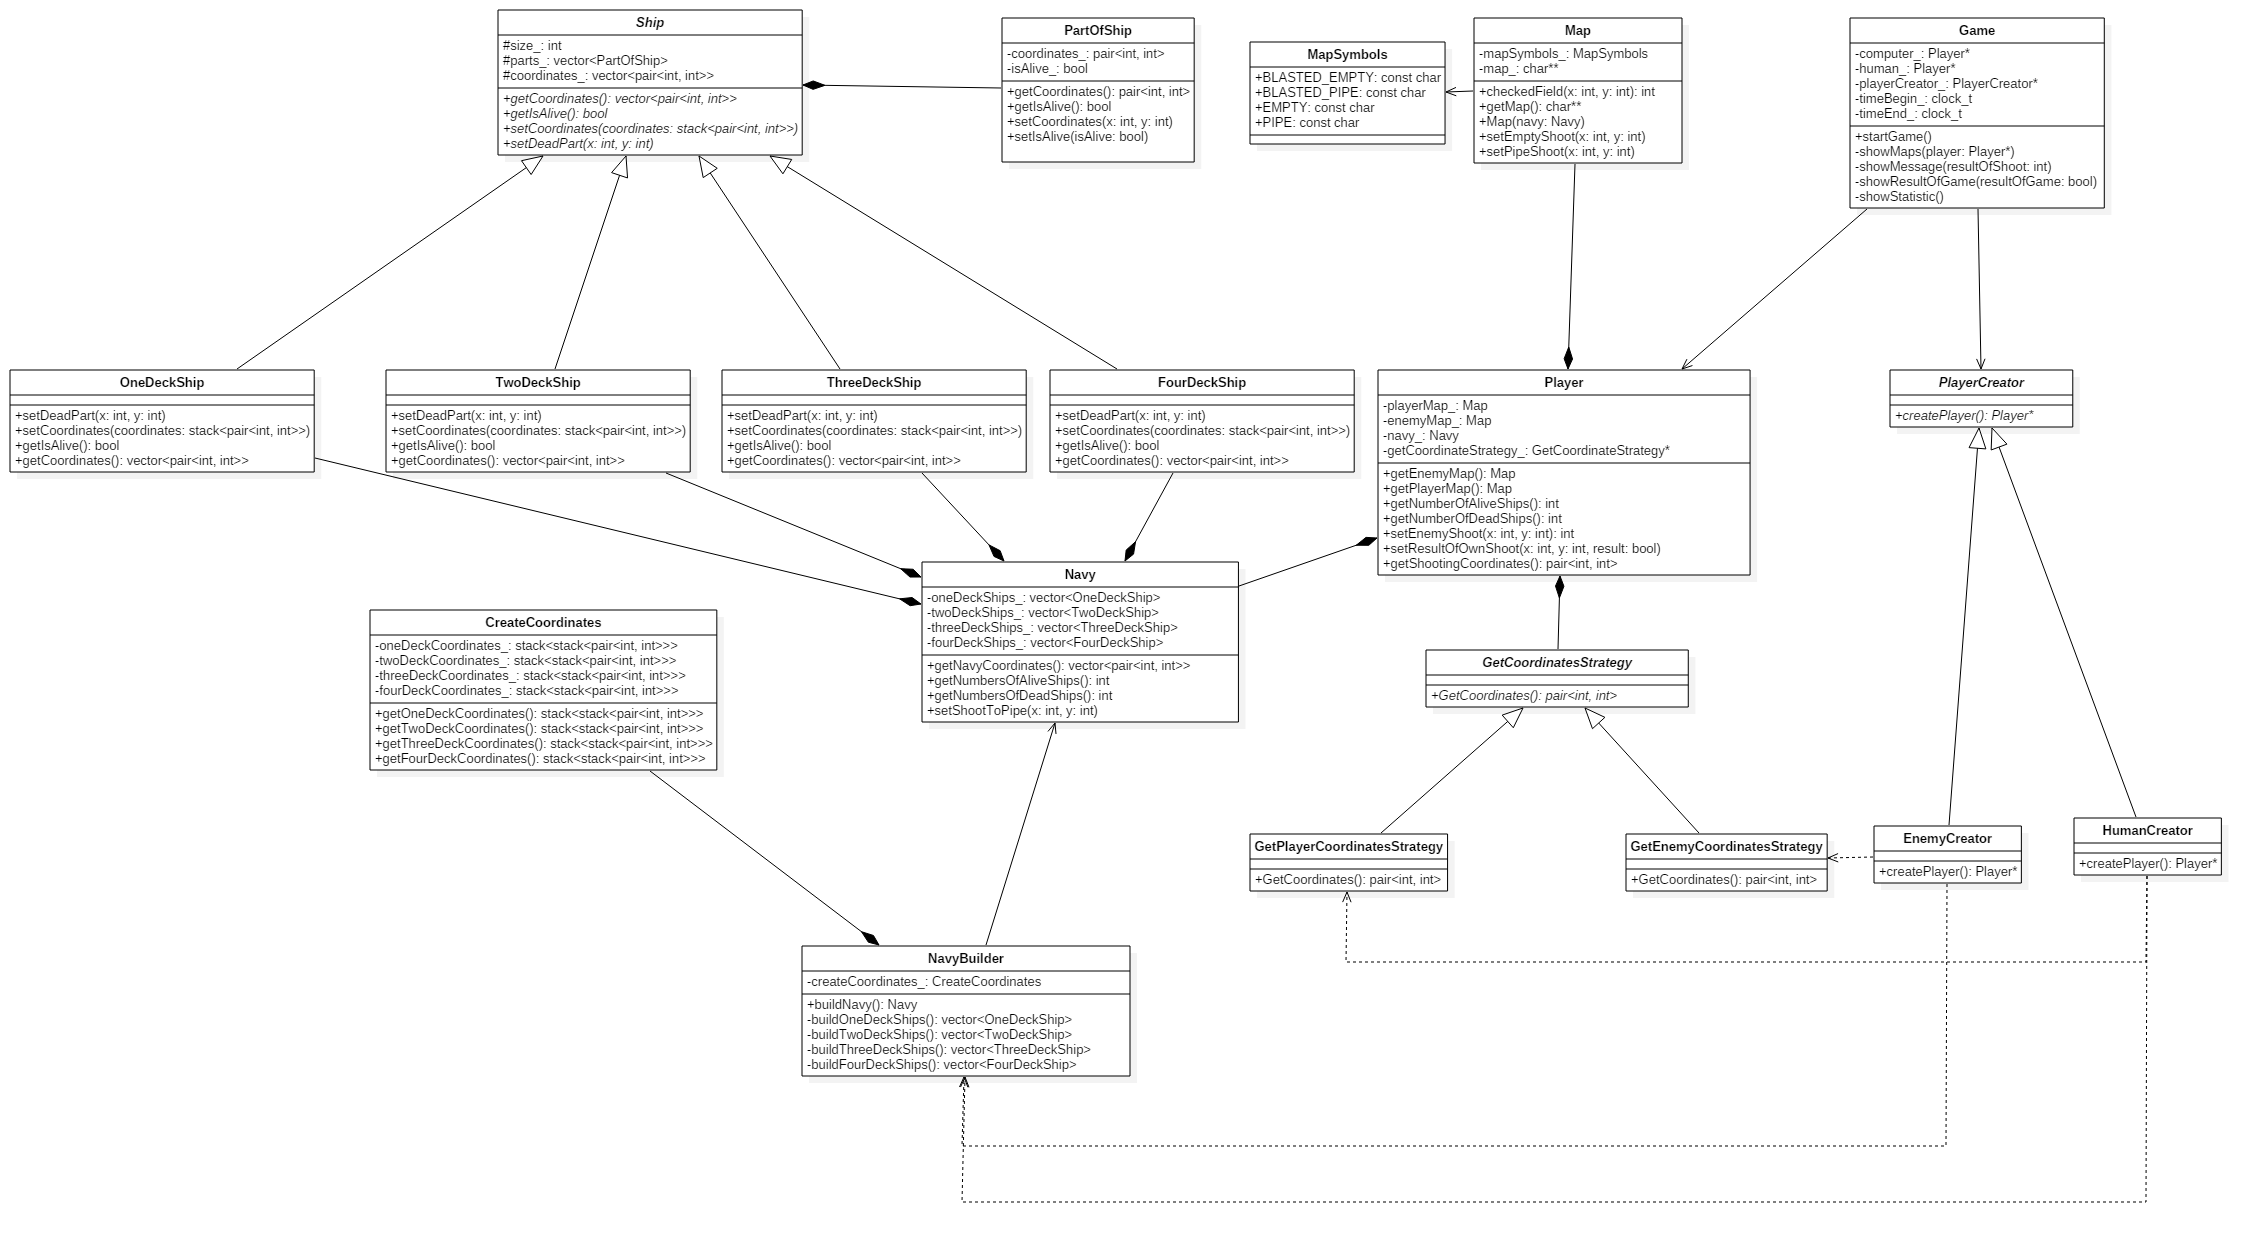 Ship
#size_: int
#parts_: vector<PartOfShip>
#coordinates_: vector<pair<int, int>>
+getCoordinates(): vector<pair<int, int>>
+getIsAlive(): bool
+setCoordinates(coordinates: stack<pair<int, int>>)
+setDeadPart(x: int, y: int)
PartOfShip
-coordinates_: pair<int, int>
-isAlive_: bool
+getCoordinates(): pair<int, int>
+getIsAlive(): bool
+setCoordinates(x: int, y: int)
+setIsAlive(isAlive: bool)
MapSymbols
+BLASTED_EMPTY: const char
+BLASTED_PIPE: const char
+EMPTY: const char
+PIPE: const char
Map
-mapSymbols_: MapSymbols
-map_: char**
+checkedField(x: int, y: int): int
+getMap(): char**
+Map(navy: Navy)
+setEmptyShoot(x: int, y: int)
+setPipeShoot(x: int, y: int)
Game
-computer_: Player*
-human_: Player*
-playerCreator_: PlayerCreator*
-timeBegin_: clock_t
-timeEnd_: clock_t
+startGame()
-showMaps(player: Player*)
-showMessage(resultOfShoot: int)
-showResultOfGame(resultOfGame: bool)
-showStatistic()
OneDeckShip
+setDeadPart(x: int, y: int)
+setCoordinates(coordinates: stack<pair<int, int>>)
+getIsAlive(): bool
+getCoordinates(): vector<pair<int, int>>
TwoDeckShip
+setDeadPart(x: int, y: int)
+setCoordinates(coordinates: stack<pair<int, int>>)
+getIsAlive(): bool
+getCoordinates(): vector<pair<int, int>>
ThreeDeckShip
+setDeadPart(x: int, y: int)
+setCoordinates(coordinates: stack<pair<int, int>>)
+getIsAlive(): bool
+getCoordinates(): vector<pair<int, int>>
FourDeckShip
+setDeadPart(x: int, y: int)
+setCoordinates(coordinates: stack<pair<int, int>>)
+getIsAlive(): bool
+getCoordinates(): vector<pair<int, int>>
Player
-playerMap_: Map
-enemyMap_: Map
-navy_: Navy
-getCoordinateStrategy_: GetCoordinateStrategy*
+getEnemyMap(): Map
+getPlayerMap(): Map
+getNumberOfAliveShips(): int
+getNumberOfDeadShips(): int
+setEnemyShoot(x: int, y: int): int
+setResultOfOwnShoot(x: int, y: int, result: bool)
+getShootingCoordinates(): pair<int, int>
PlayerCreator
+createPlayer(): Player*
Navy
-oneDeckShips_: vector<OneDeckShip>
-twoDeckShips_: vector<TwoDeckShip>
-threeDeckShips_: vector<ThreeDeckShip>
-fourDeckShips_: vector<FourDeckShip>
+getNavyCoordinates(): vector<pair<int, int>>
+getNumbersOfAliveShips(): int
+getNumbersOfDeadShips(): int
+setShootToPipe(x: int, y: int)
CreateCoordinates
-oneDeckCoordinates_: stack<stack<pair<int, int>>>
-twoDeckCoordinates_: stack<stack<pair<int, int>>>
-threeDeckCoordinates_: stack<stack<pair<int, int>>>
-fourDeckCoordinates_: stack<stack<pair<int, int>>>
+getOneDeckCoordinates(): stack<stack<pair<int, int>>>
+getTwoDeckCoordinates(): stack<stack<pair<int, int>>>
+getThreeDeckCoordinates(): stack<stack<pair<int, int>>>
+getFourDeckCoordinates(): stack<stack<pair<int, int>>>
GetCoordinatesStrategy
+GetCoordinates(): pair<int, int>
GetPlayerCoordinatesStrategy
+GetCoordinates(): pair<int, int>
GetEnemyCoordinatesStrategy
+GetCoordinates(): pair<int, int>
EnemyCreator
+createPlayer(): Player*
HumanCreator
+createPlayer(): Player*
NavyBuilder
-createCoordinates_: CreateCoordinates
+buildNavy(): Navy
-buildOneDeckShips(): vector<OneDeckShip>
-buildTwoDeckShips(): vector<TwoDeckShip>
-buildThreeDeckShips(): vector<ThreeDeckShip>
-buildFourDeckShips(): vector<FourDeckShip>